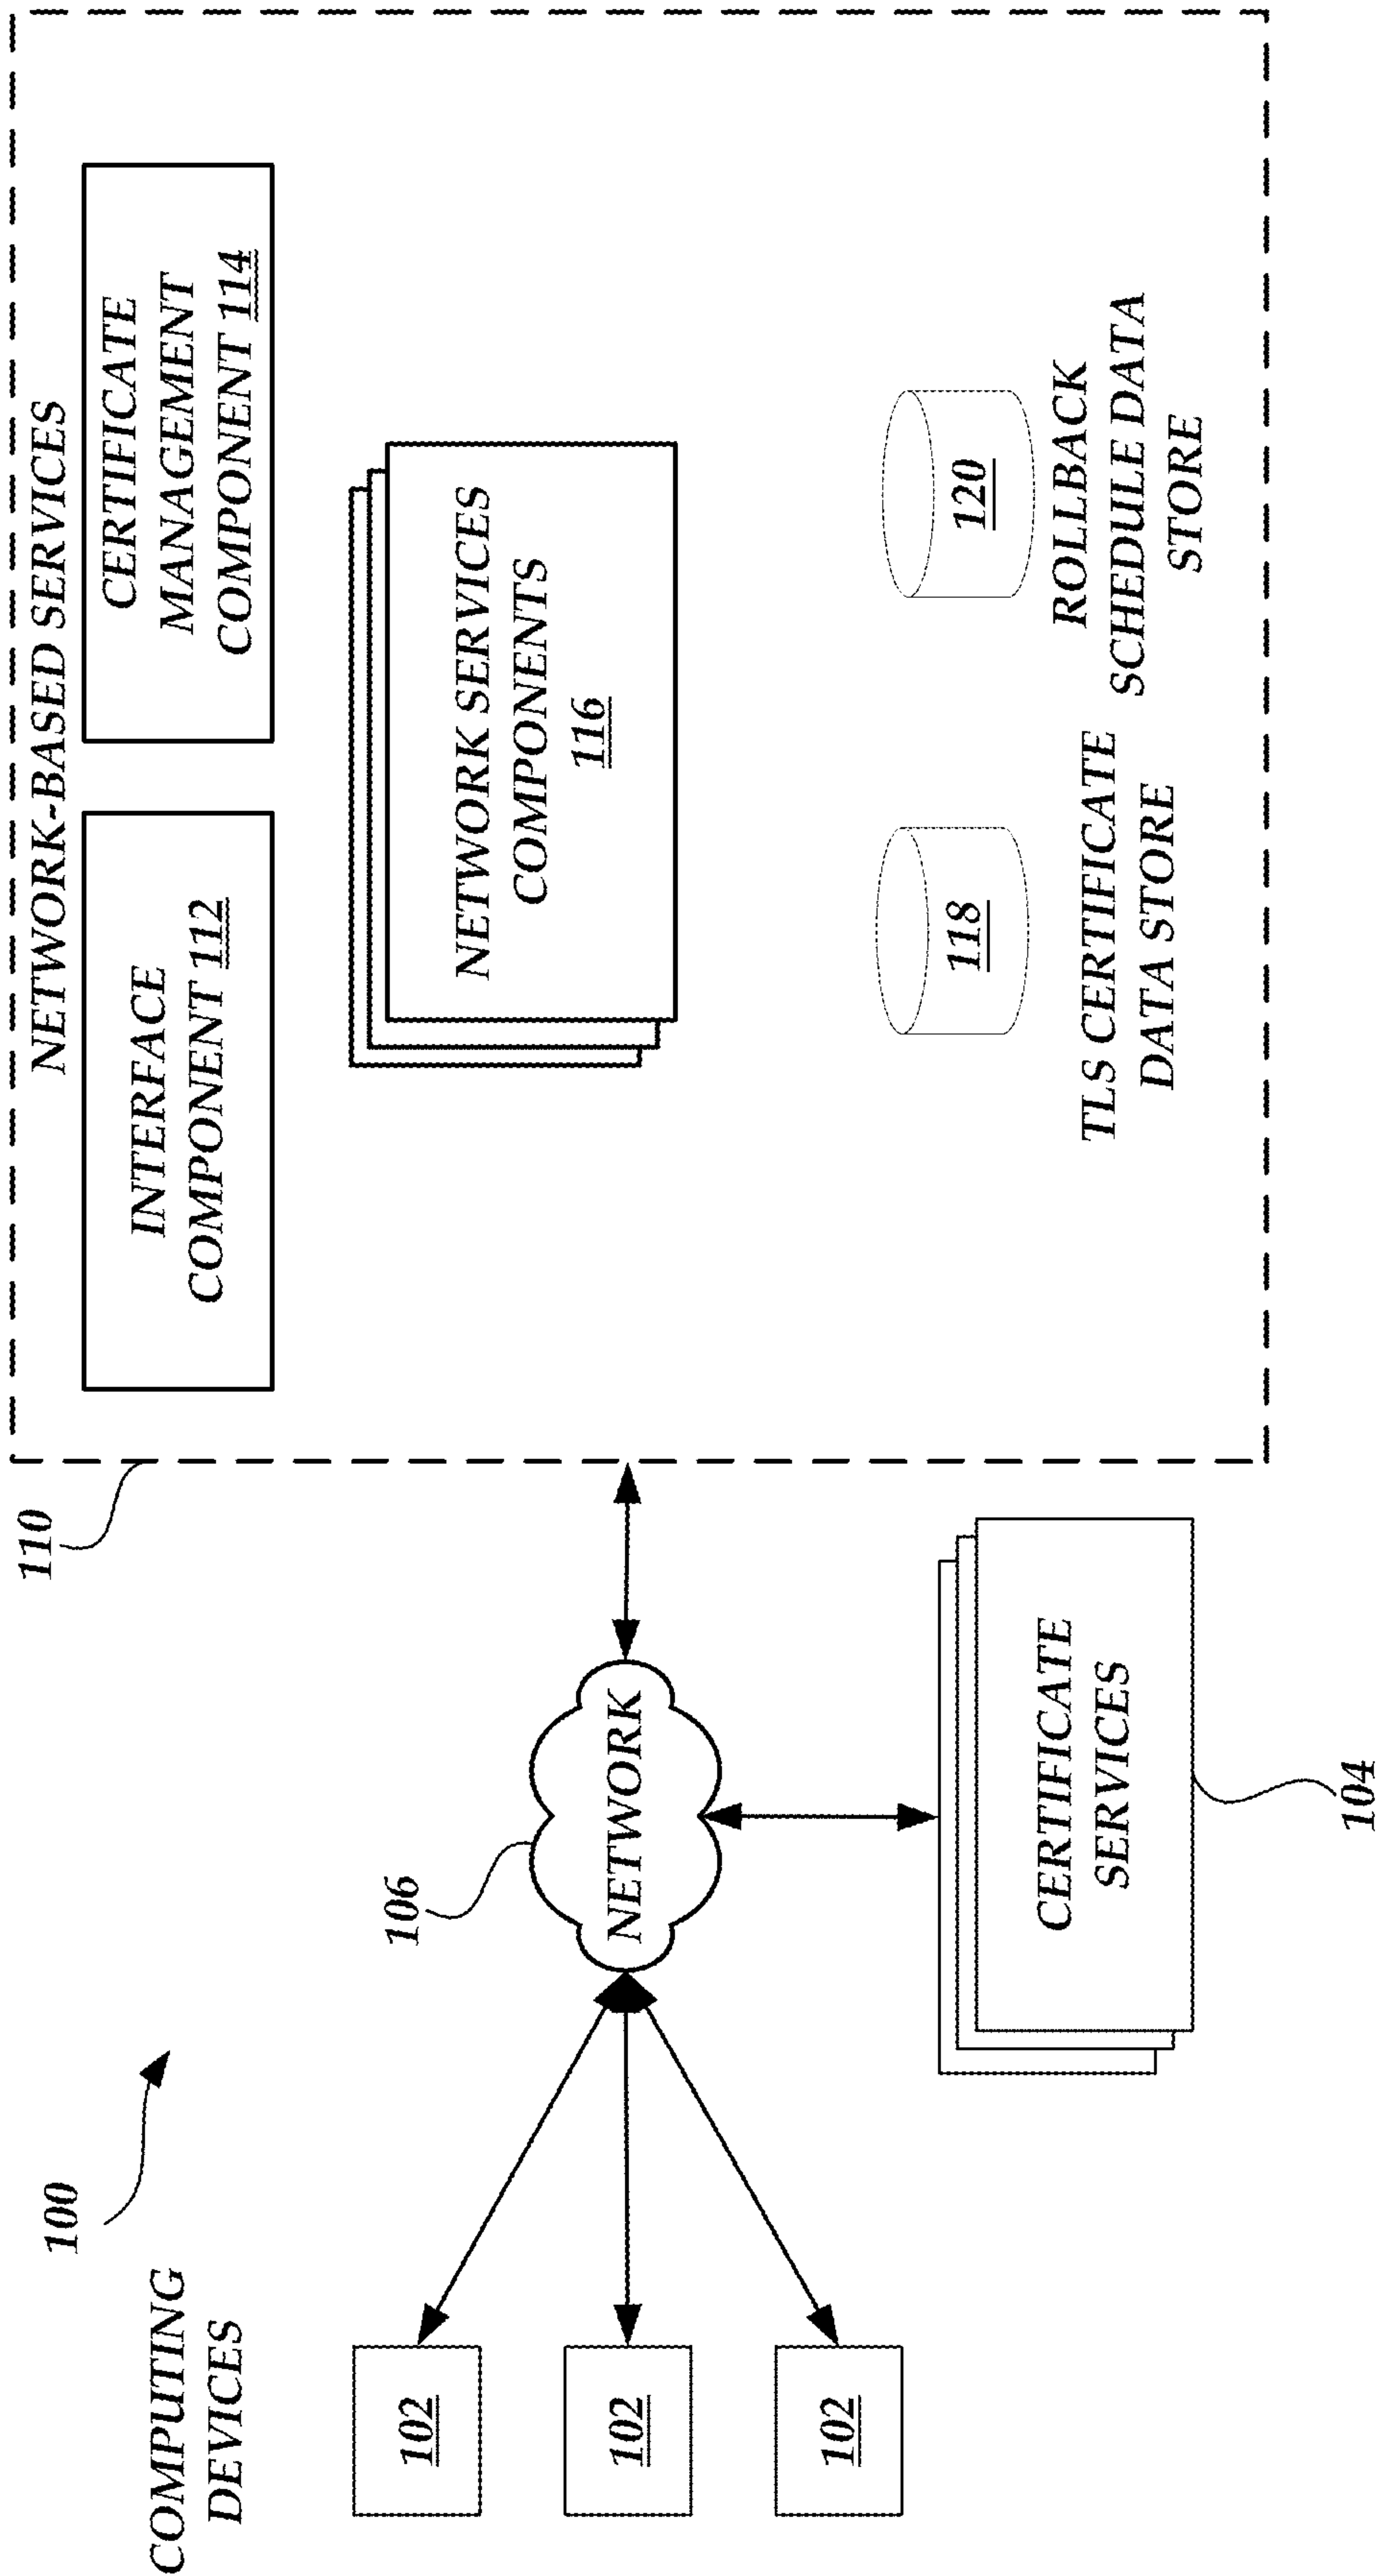 100
COMPUTING
DEVICES
102
102
102
106
NETWORK
CERTIFICATE
SERVICES
104
110
NETWORK-BASED SERVICES
INTERFACE
COMPONENT 112
CERTIFICATE
MANAGEMENT
COMPONENT 114
NETWORK SERVICES
COMPONENTS
116
118
TLS CERTIFICATE
DATA STORE
120
ROLLBACK
SCHEDULE DATA
STORE